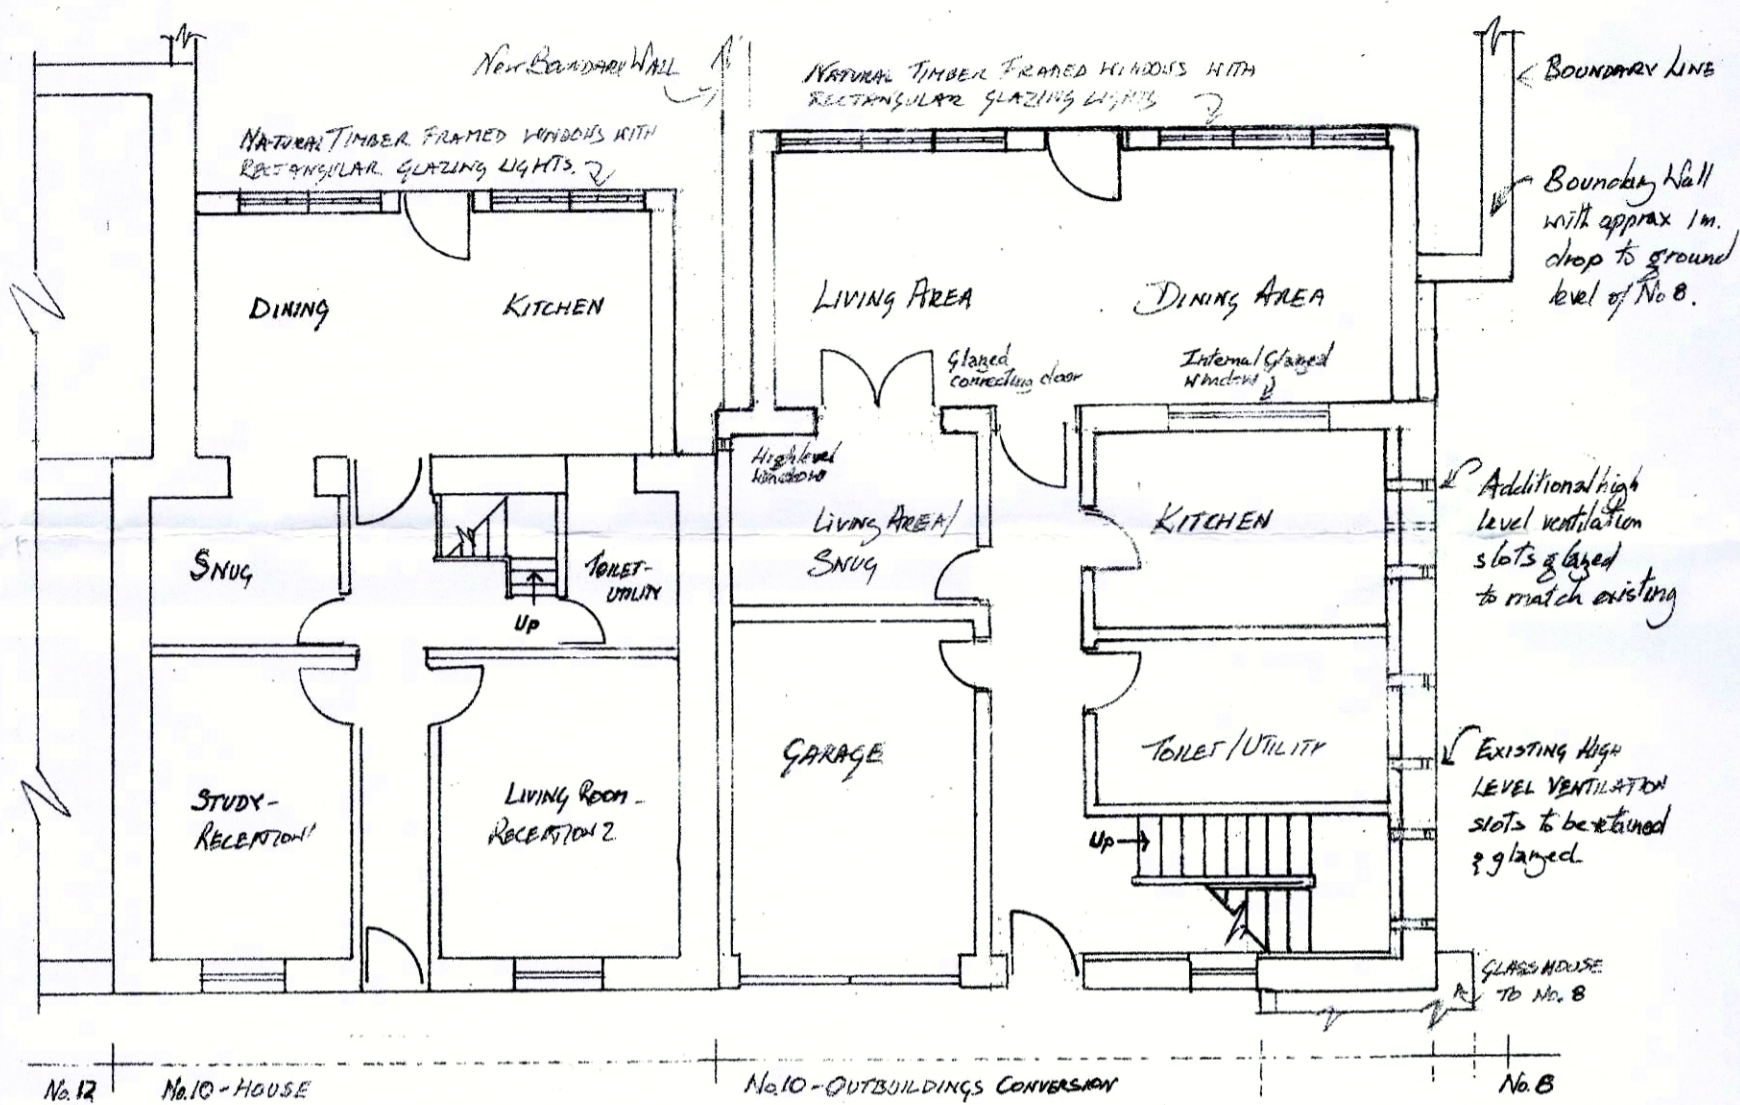 New Boundary Wall
Natural Timber Framed windows with
Rectangular Glazing Lights
Boundary Line
Natural Timber Framed windows with
Rectangular Glazing Lights.
Boundary Wall
with approx 1m.
drop to ground
level of No 8.
Dining
Kitchen
Living Area
Dining Area
Glazed
connecting door
Internal Glazed
window
High level
window
Living Area/
Snug
Kitchen
Additional high
level ventilation
slots glazed
to match existing
Snug
Toilet-
Utility
Up
Garage
Toilet/Utility
Existing High
Level Ventilation
slots to be retained
& glazed
Study-
Reception 1
Living Room-
Reception 2
Up
Glass House
To No. 8
No. 12
No. 10 - House
No. 10 - Outbuildings Conversion
No. 8